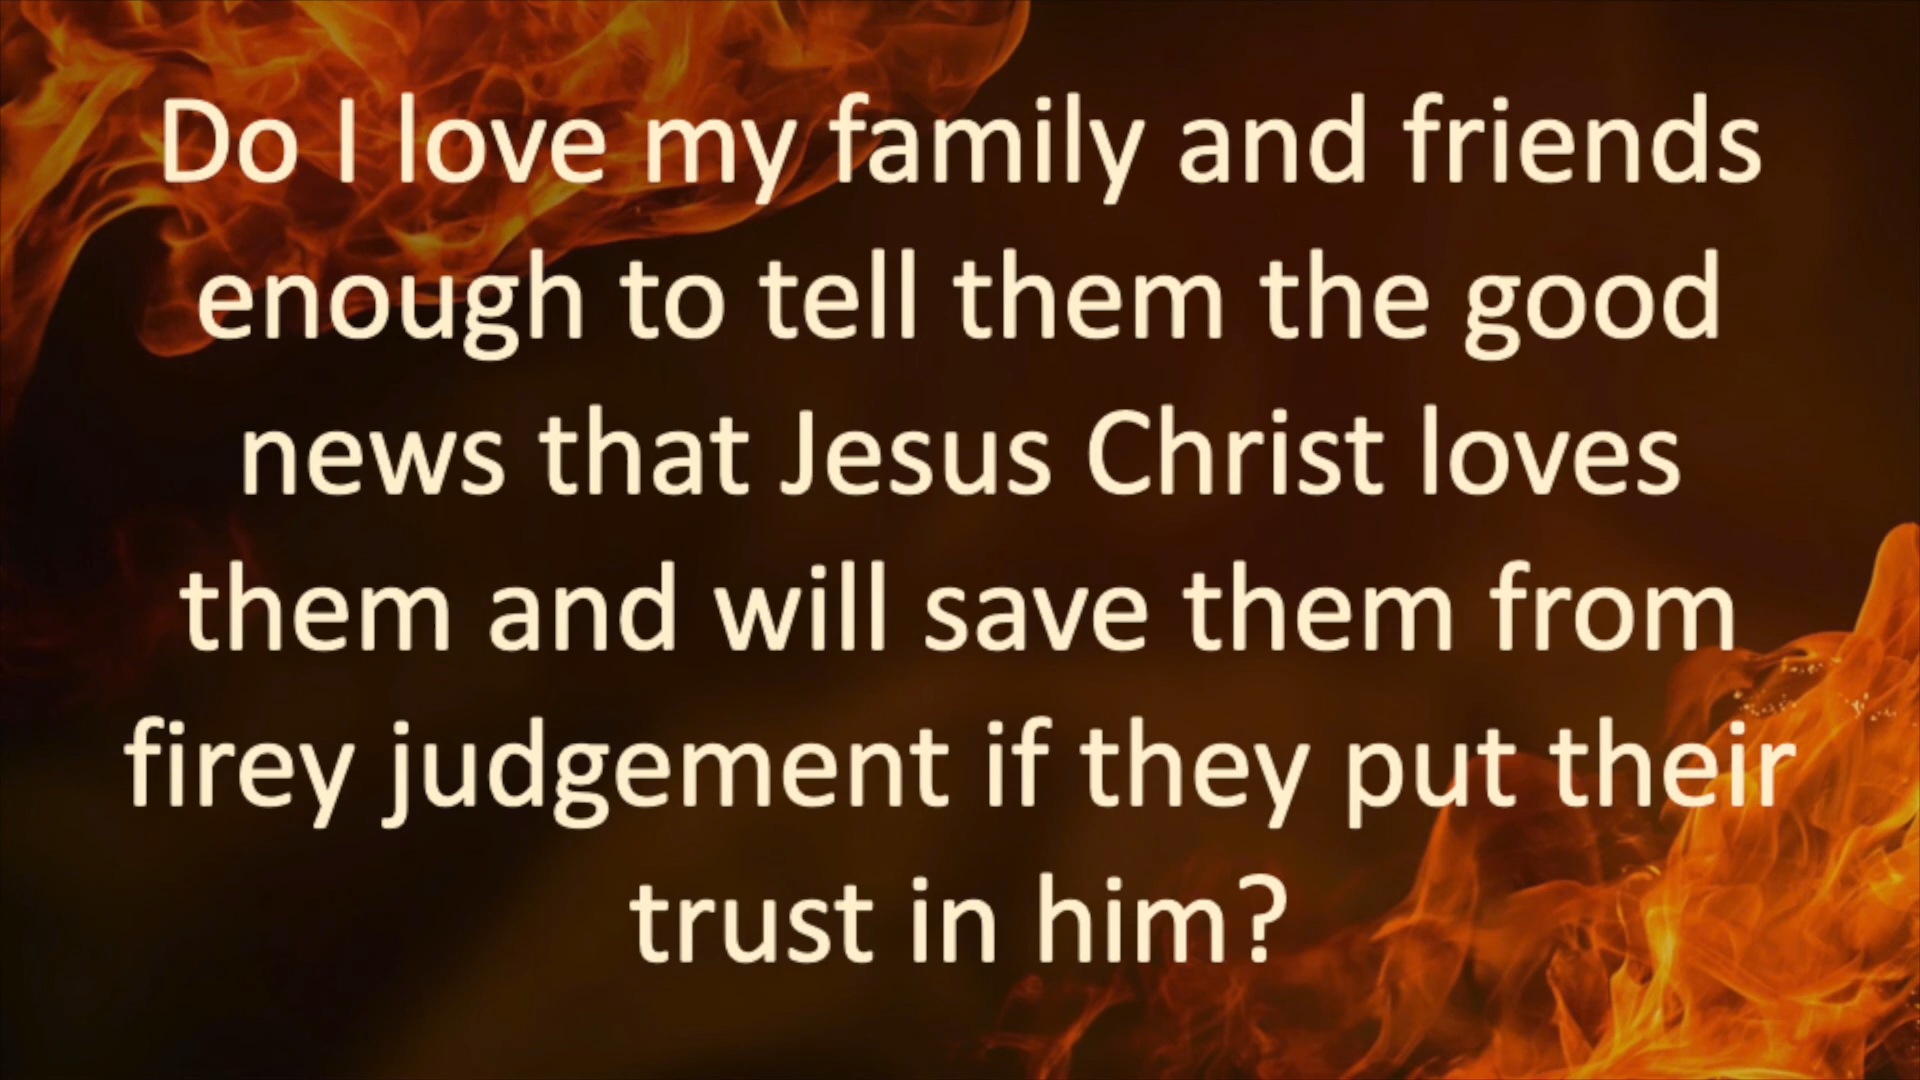 Do I love my family and friends
enough to tell them the good
news that Jesus Christ loves
them and will save them from
firey judgement if they put their
trust in him?